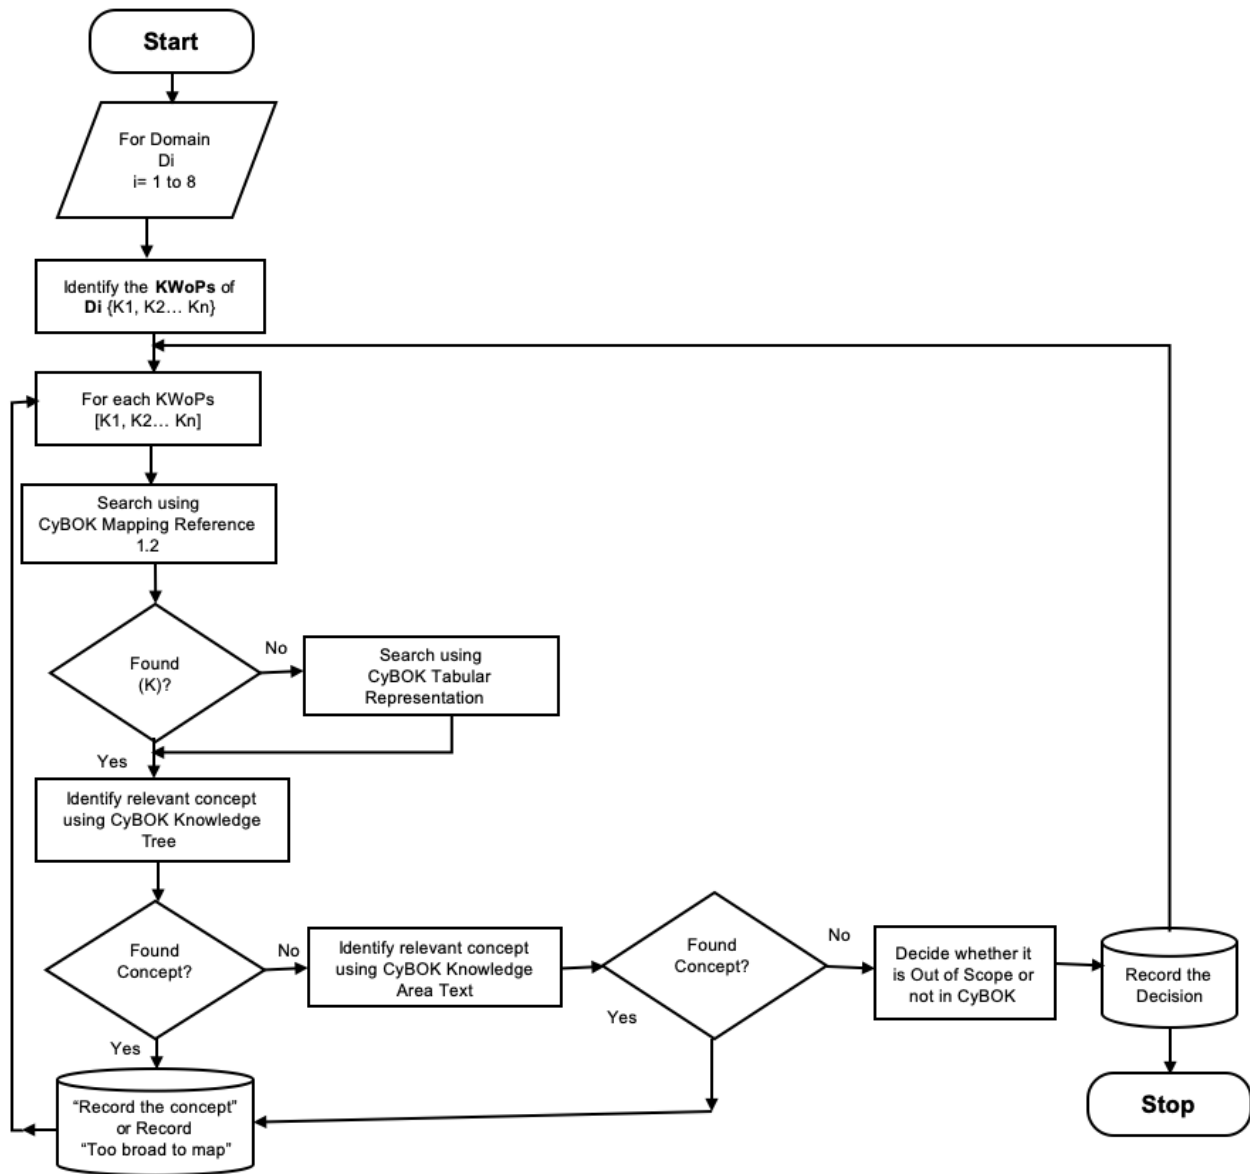 Start
For Domain
Di
i= 1 to 8
Identify the KWoPs of
Di {K1, K2... Kn}
For each KWoPs
[K1, K2... Kn]
Search using
CyBOK Mapping Reference
1.2
Found
(K)?
No
Search using
CyBOK Tabular
Representation
Yes
Identify relevant concept
using CyBOK Knowledge
Tree
Found
Concept?
No
Identify relevant concept
using CyBOK Knowledge
Area Text
Found
Concept?
No
Decide whether it
is Out of Scope or
not in CyBOK
Record the
Decision
Yes
Yes
“Record the concept”
or Record
“Too broad to map”
Stop